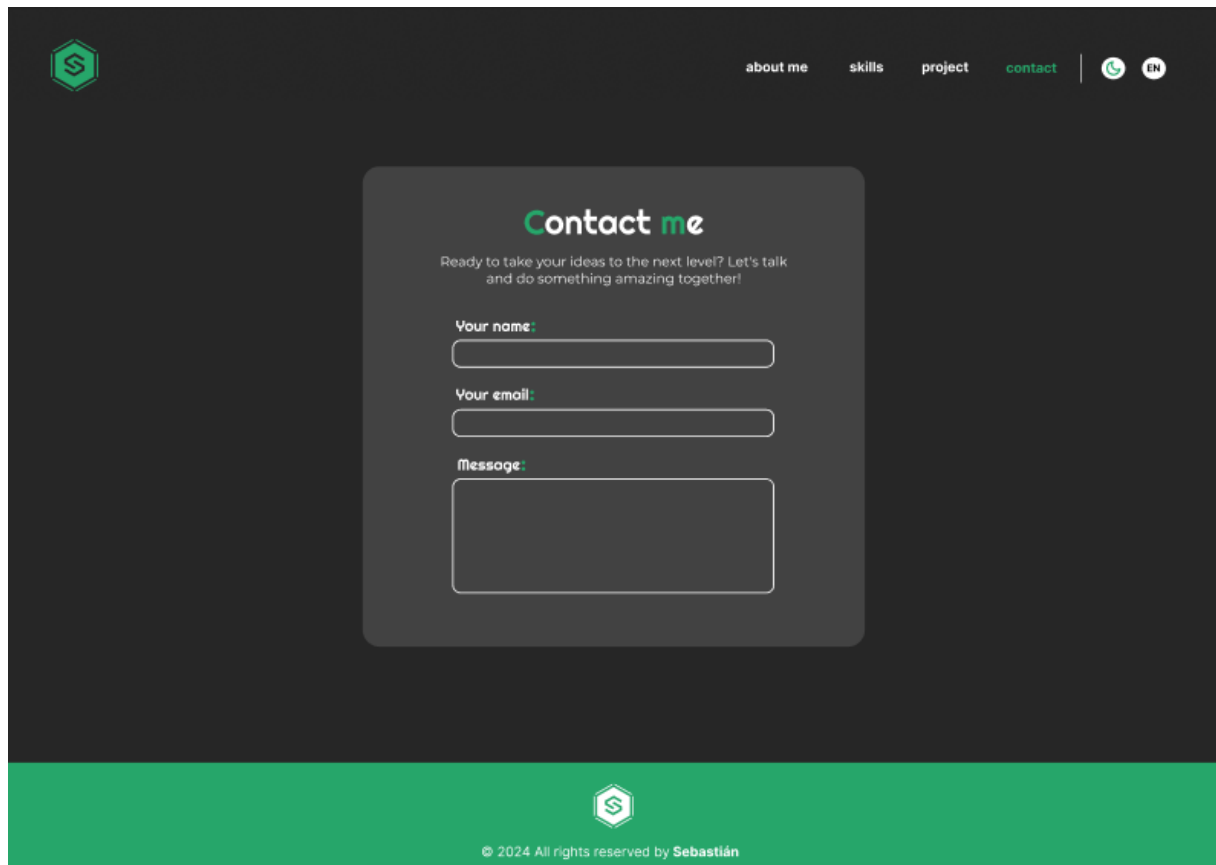 about me skills project contact EN
Contact me
Ready to take your ideas to the next level? Let's talk
and do something amazing together!
Your name:
Your email:
Message:
© 2024 All rights reserved by Sebastián